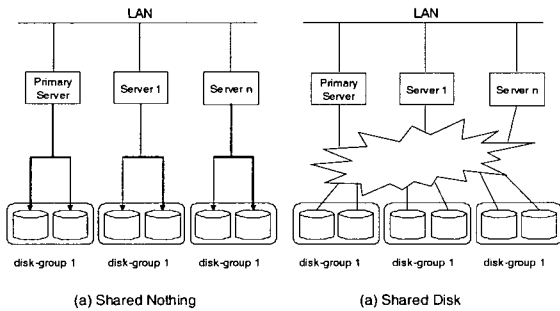 LAN
Primary
Server
Server 1
Server n
disk-group 1
disk-group 1
disk-group 1
(a) Shared Nothing
LAN
Primary
Server
Server 1
Server n
disk-group 1
disk-group 1
disk-group 1
(a) Shared Disk